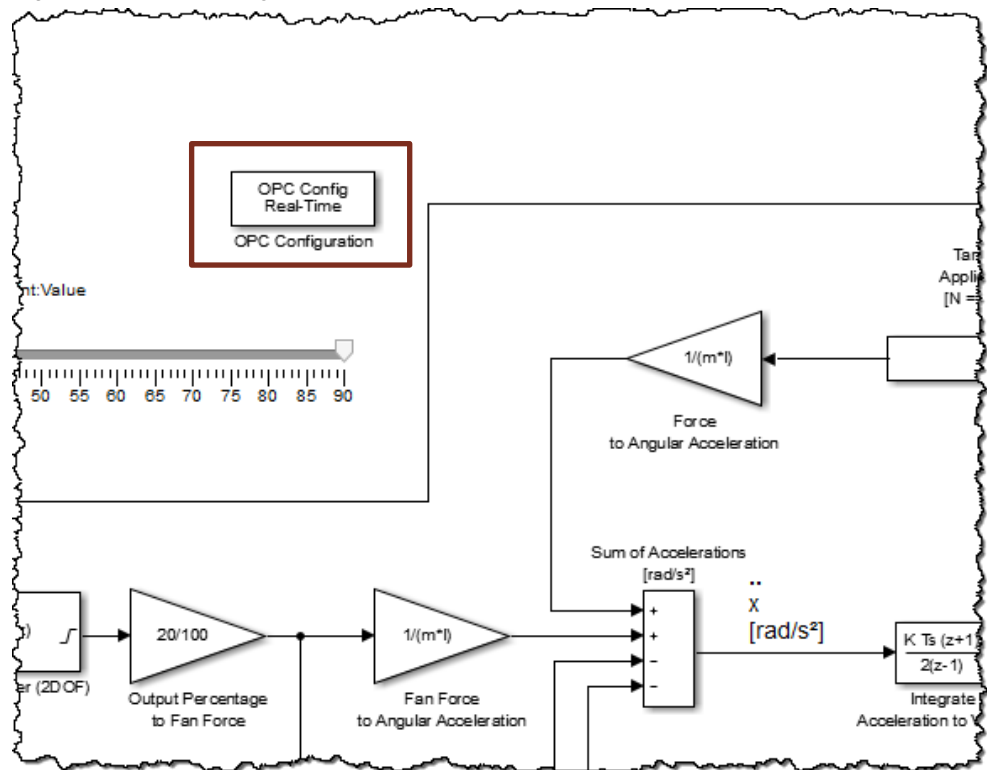 OPC Config
Real-Time
OPC Configuration
nt:Value
50 55 60 65 70 75 80 85 90
[N =
1/(m*l)
Force
to Angular Acceleration
Sum of Accelerations
[rad/s²]
+
+
−
−
..
x
[rad/s²]
20/100
Output Percentage
to Fan Force
1/(m*l)
Fan Force
to Angular Acceleration
er (2DOF)
K Ts (z+1
2(z-1)
Integrate
Acceleration to